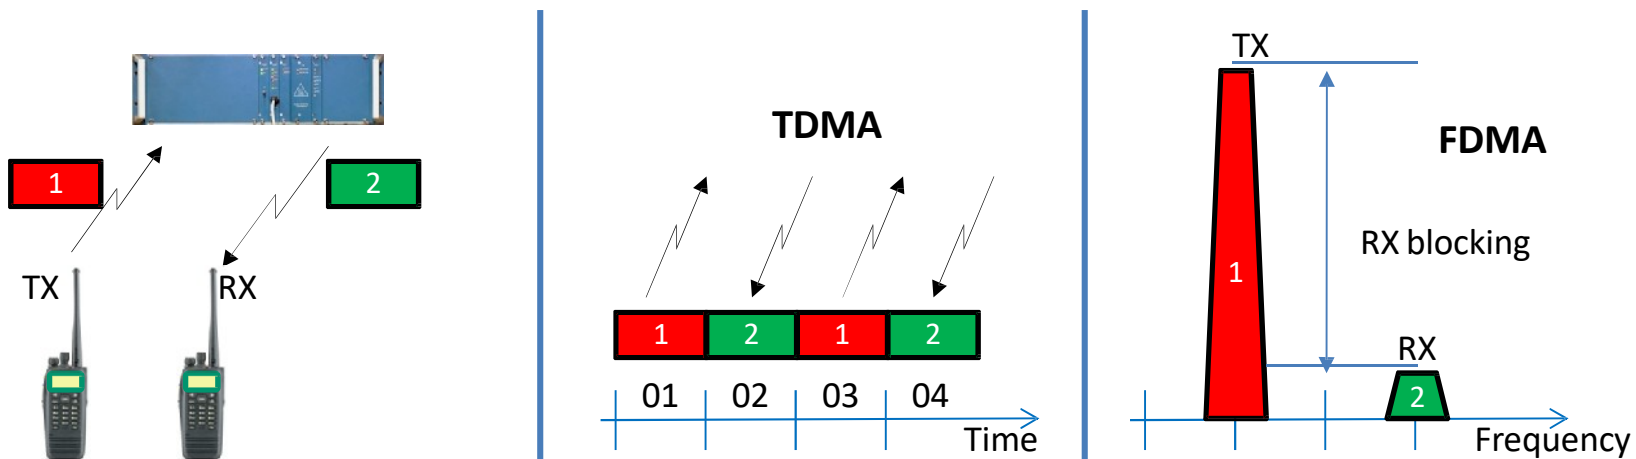 1
2
TX
RX
TDMA
1 2 1 2
01 02 03 04
Time
TX
FDMA
RX blocking
1
RX
2
Frequency